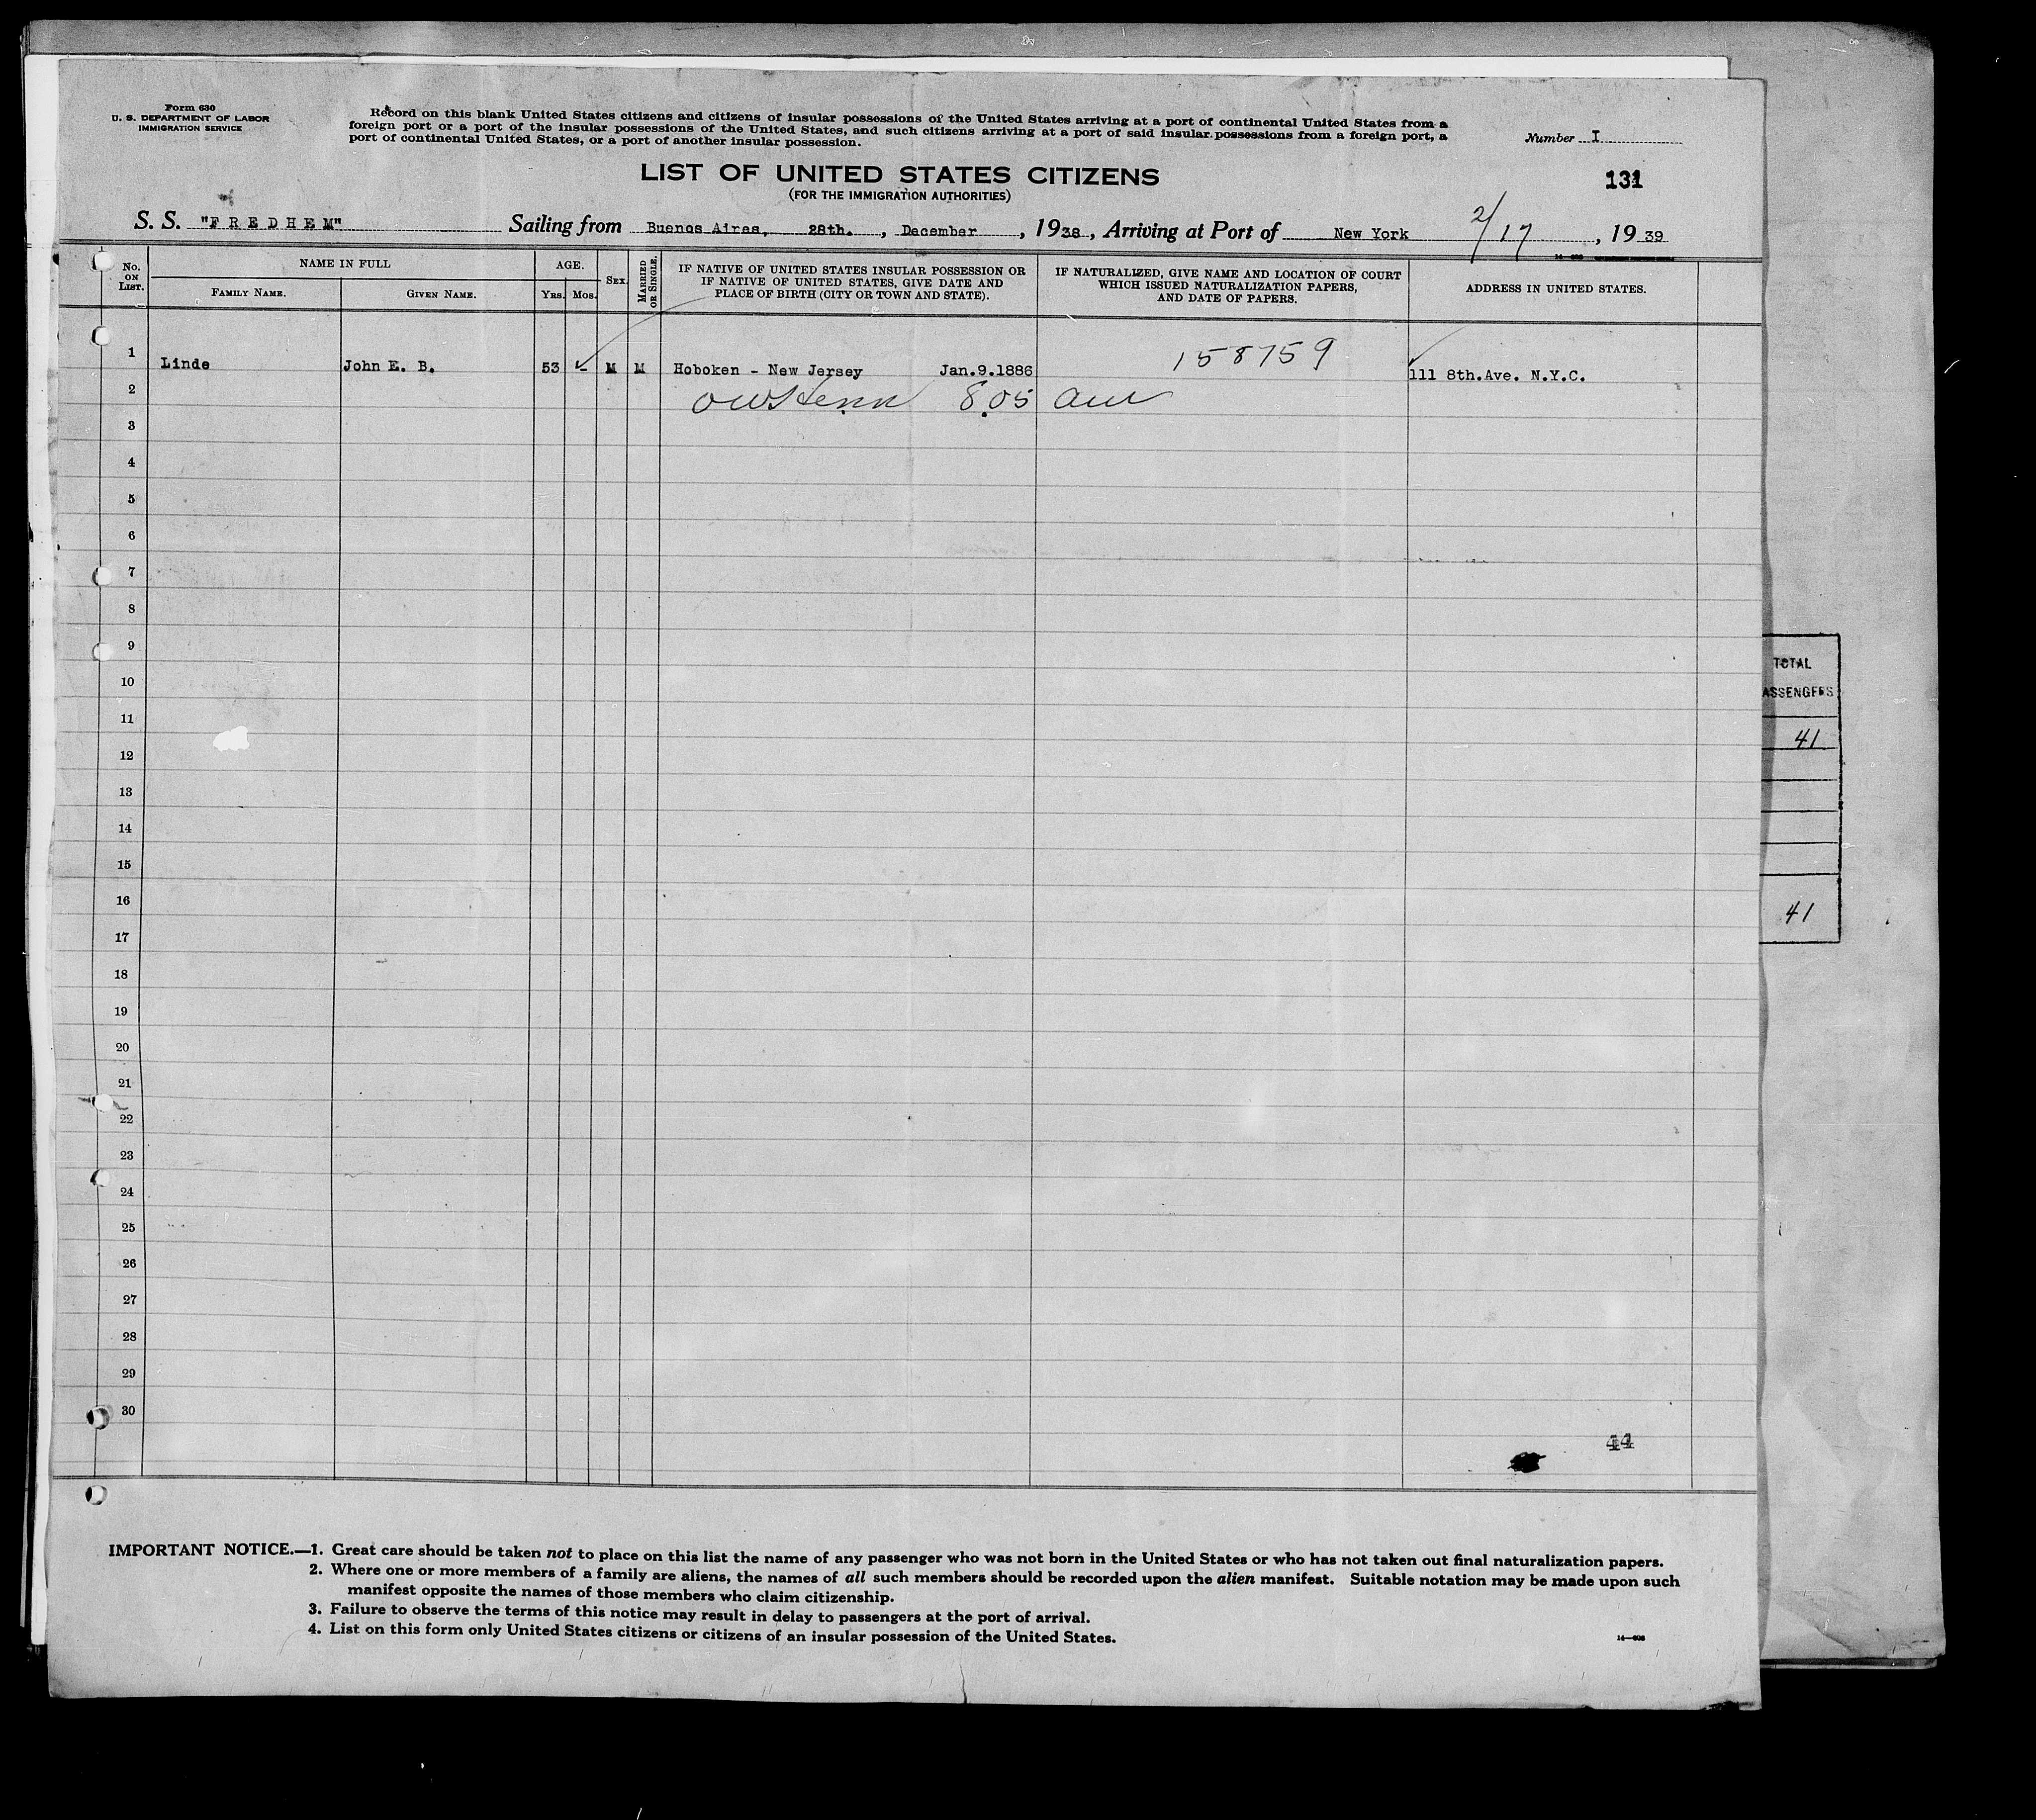 Form 630
U. S. DEPARTMENT OF LABOR
IMMIGRATION SERVICE
Record on this blank United States citizens and citizens of insular possessions of the United States arriving at a port of continental United States from a
foreign port or a port of the insular possessions of the United States, and such citizens arriving at a port of said insular possessions from a foreign port, a
port of continental United States, or a port of another insular possession.
Number I
LIST OF UNITED STATES CITIZENS
(FOR THE IMMIGRATION AUTHORITIES)
131
S. S. "FREDHEM" Sailing from Buenos Aires, 28th. , December , 1938 , Arriving at Port of New York 2/17 , 19 39
No. ON LIST.
NAME IN FULL
FAMILY NAME.
GIVEN NAME.
AGE.
YRS. MOS.
SEX
MARRIED OR SINGLE.
IF NATIVE OF UNITED STATES INSULAR POSSESSION OR
IF NATIVE OF UNITED STATES, GIVE DATE AND
PLACE OF BIRTH (CITY OR TOWN AND STATE).
IF NATURALIZED, GIVE NAME AND LOCATION OF COURT
WHICH ISSUED NATURALIZATION PAPERS,
AND DATE OF PAPERS.
ADDRESS IN UNITED STATES.
1 Linde John E. B. 53 - M M Hoboken - New Jersey Jan.9.1886 158759 111 8th.Ave. N.Y.C.
2 8.05 am
3
4
5
6
7
8
9
10
11
12
13
14
15
16
17
18
19
20
21
22
23
24
25
26
27
28
29
30
44
TOTAL
ASSENGERS
41
41
IMPORTANT NOTICE.—1. Great care should be taken not to place on this list the name of any passenger who was not born in the United States or who has not taken out final naturalization papers.
2. Where one or more members of a family are aliens, the names of all such members should be recorded upon the alien manifest. Suitable notation may be made upon such
manifest opposite the names of those members who claim citizenship.
3. Failure to observe the terms of this notice may result in delay to passengers at the port of arrival.
4. List on this form only United States citizens or citizens of an insular possession of the United States.